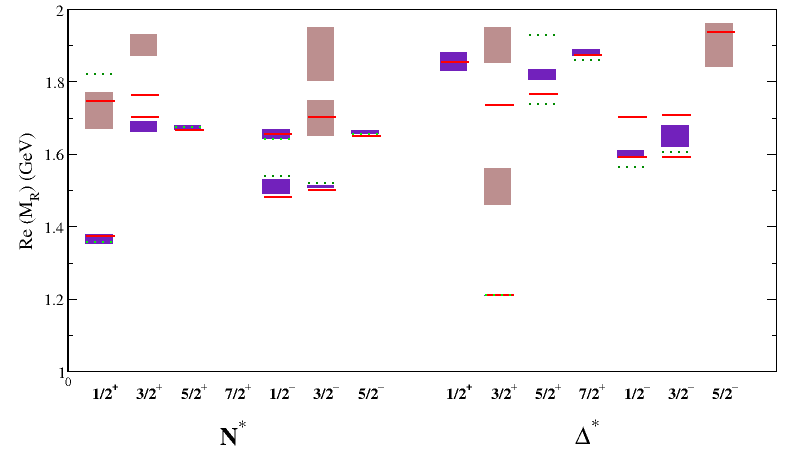 2
1.8
1.6
1.4
1.2
1
0
Re (M_R) (GeV)
1/2⁺ 3/2⁺ 5/2⁺ 7/2⁺ 1/2⁻ 3/2⁻ 5/2⁻ 1/2⁺ 3/2⁺ 5/2⁺ 7/2⁺ 1/2⁻ 3/2⁻ 5/2⁻
N* Δ*